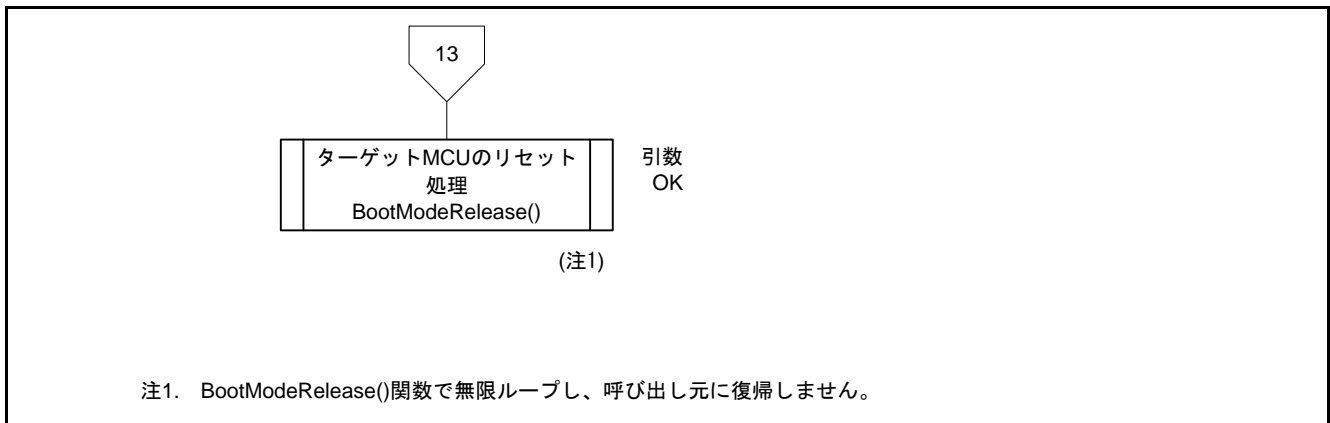 13
ターゲットMCUのリセット
処理
BootModeRelease()
引数
OK
(注1)
注1. BootModeRelease()関数で無限ループし、呼び出し元に復帰しません。